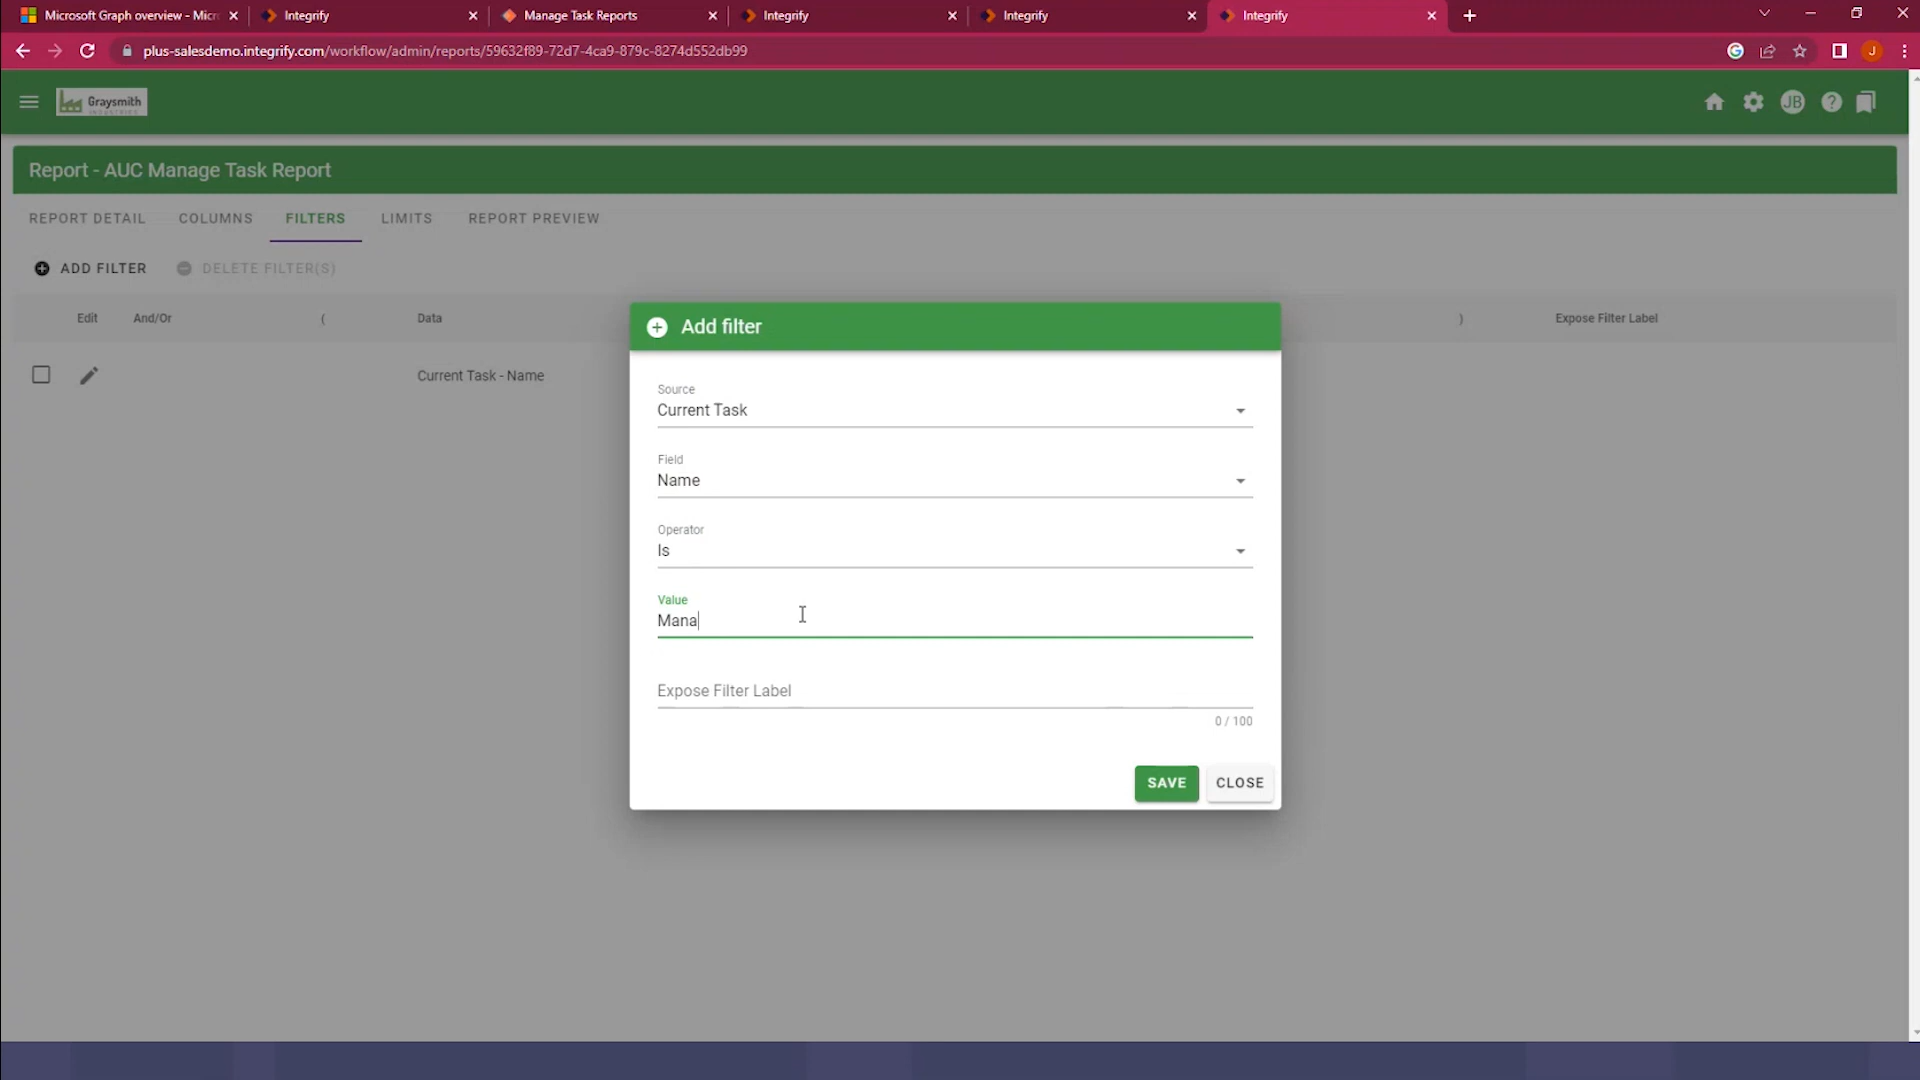 Microsoft Graph overview - Micr
Integrify
Manage Task Reports
Integrify
Integrify
Integrify
plus-salesdemo.integrify.com/workflow/admin/reports/59632f89-72d7-4ca9-879c-8274d552db99
J
Graysmith
INDUSTRIES
JB
Report - AUC Manage Task Report
REPORT DETAIL
COLUMNS
FILTERS
LIMITS
REPORT PREVIEW
ADD FILTER
DELETE FILTER(S)
Edit
And/Or
(
Data
)
Expose Filter Label
Current Task - Name
Add filter
Source
Current Task
Field
Name
Operator
Is
Value
Mana
Expose Filter Label
0 / 100
SAVE
CLOSE